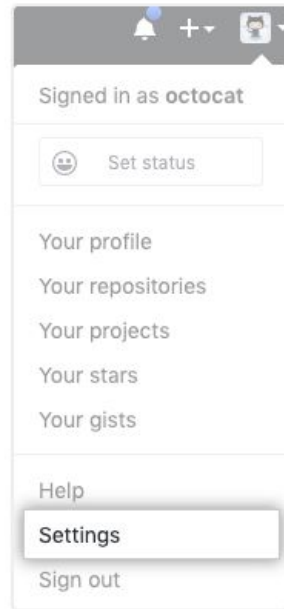 Signed in as octocat
Set status
Your profile
Your repositories
Your projects
Your stars
Your gists
Help
Settings
Sign out